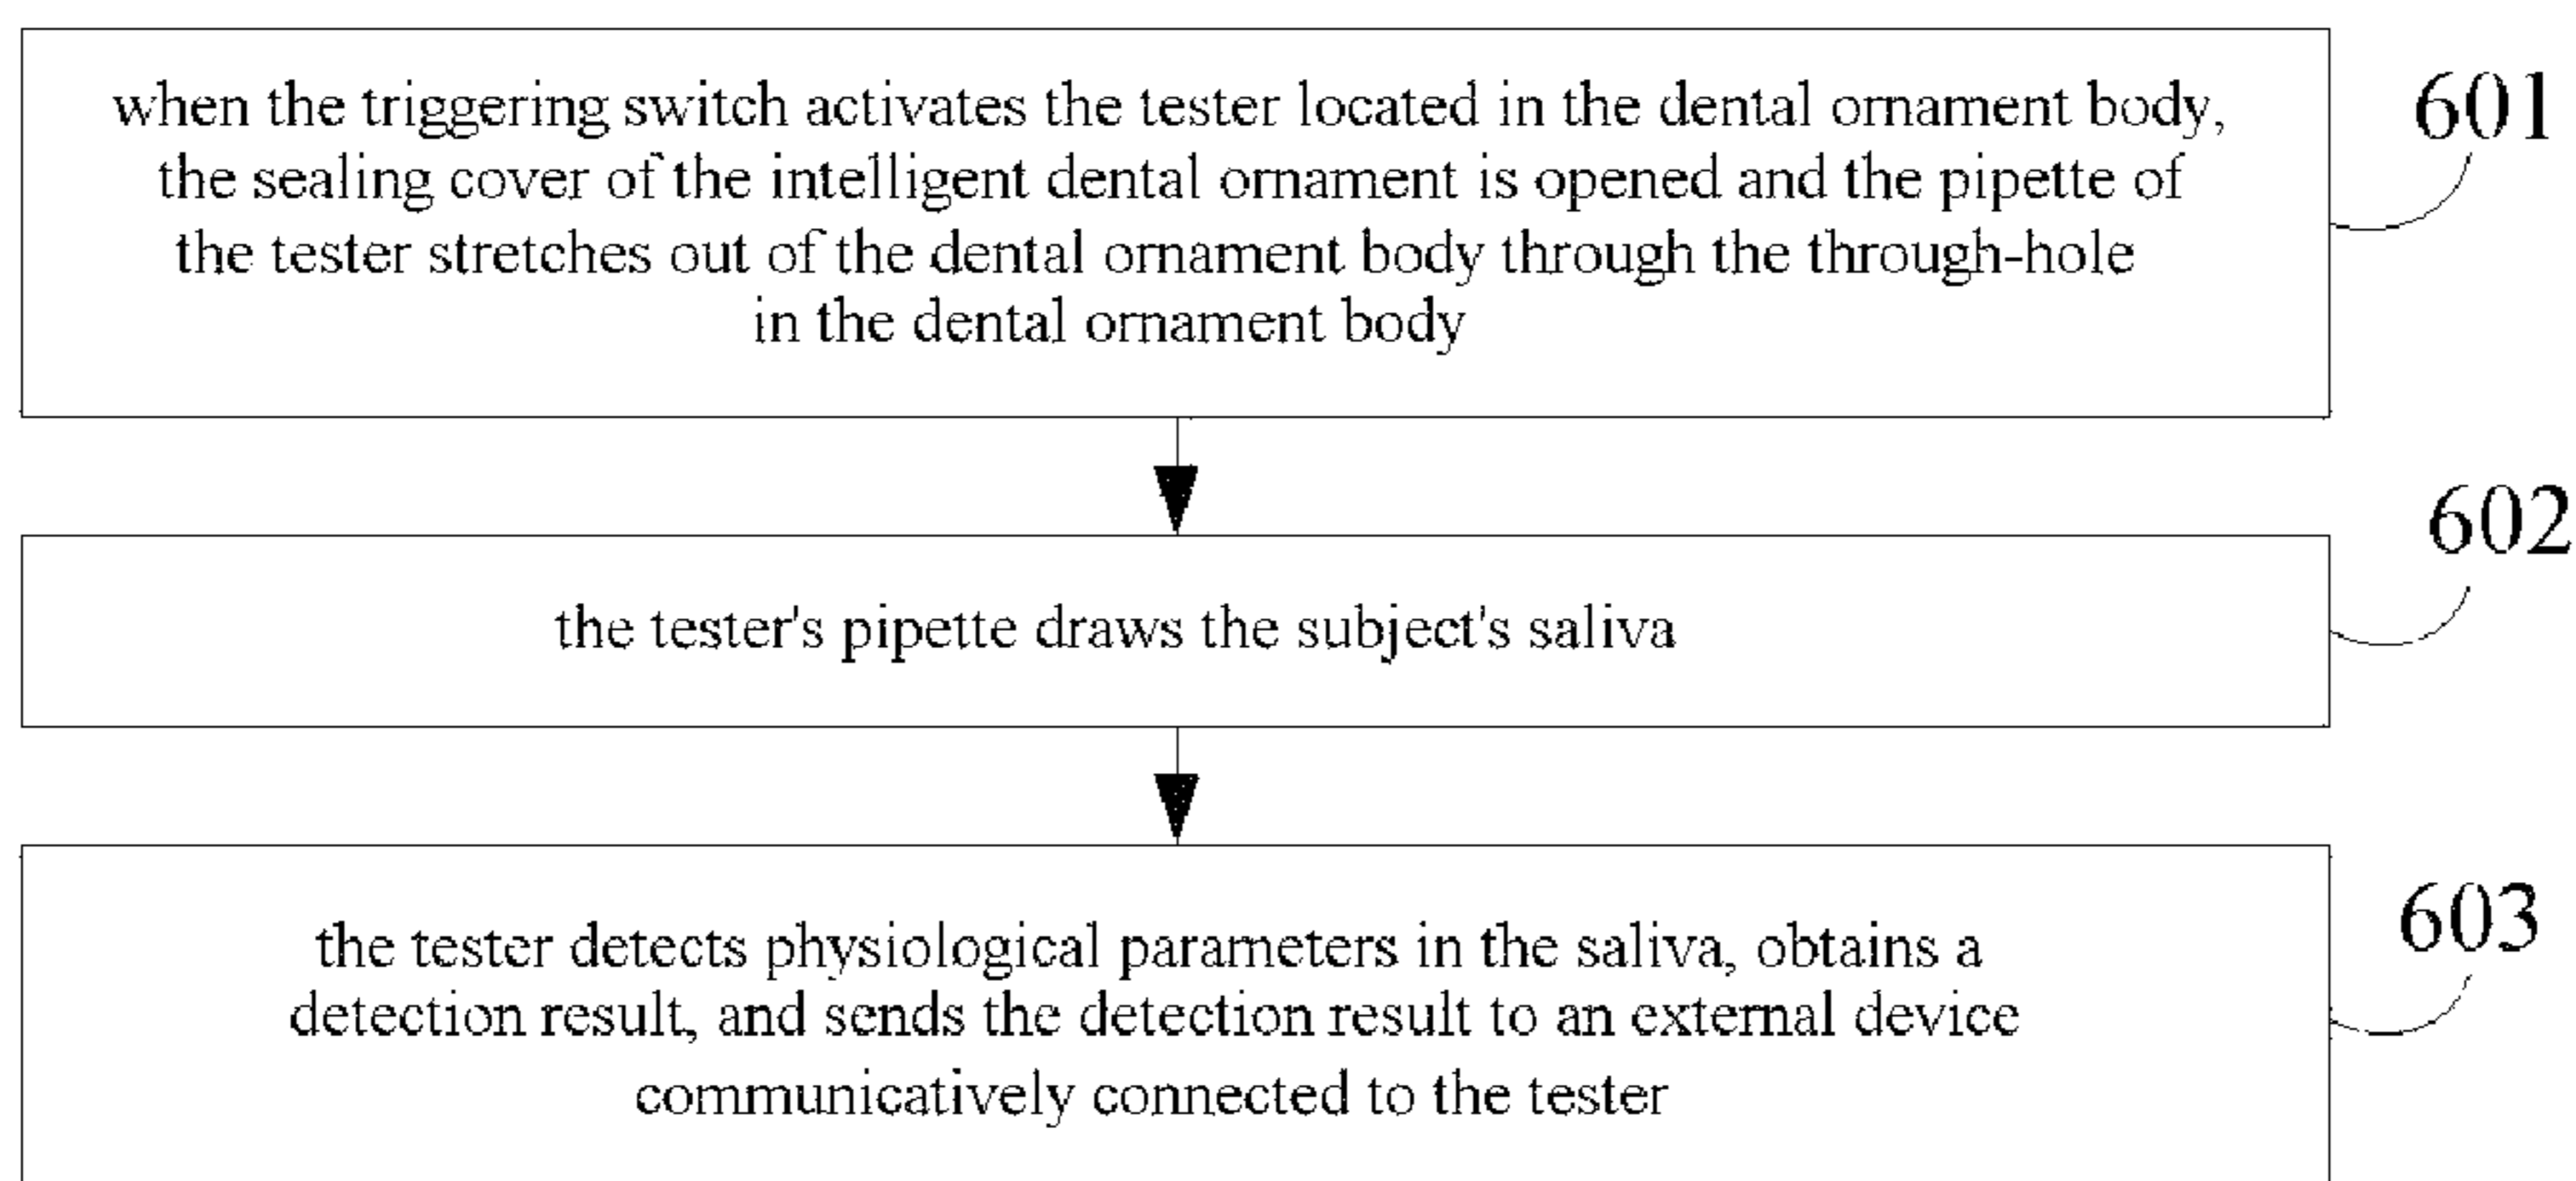 when the triggering switch activates the tester located in the dental ornament body,
the sealing cover of the intelligent dental ornament is opened and the pipette of
the tester stretches out of the dental ornament body through the through-hole
in the dental ornament body
601
the tester's pipette draws the subject's saliva
602
the tester detects physiological parameters in the saliva, obtains a
detection result, and sends the detection result to an external device
communicatively connected to the tester
603